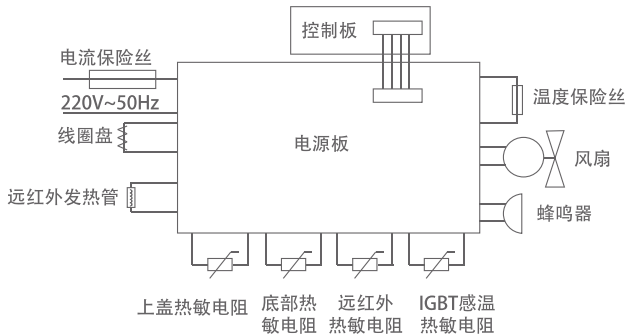 控制板
电流保险丝
220V~50Hz
线圈盘
远红外发热管
电源板
温度保险丝
风扇
蜂鸣器
上盖热敏电阻
底部热
敏电阻
远红外
热敏电阻
IGBT感温
热敏电阻